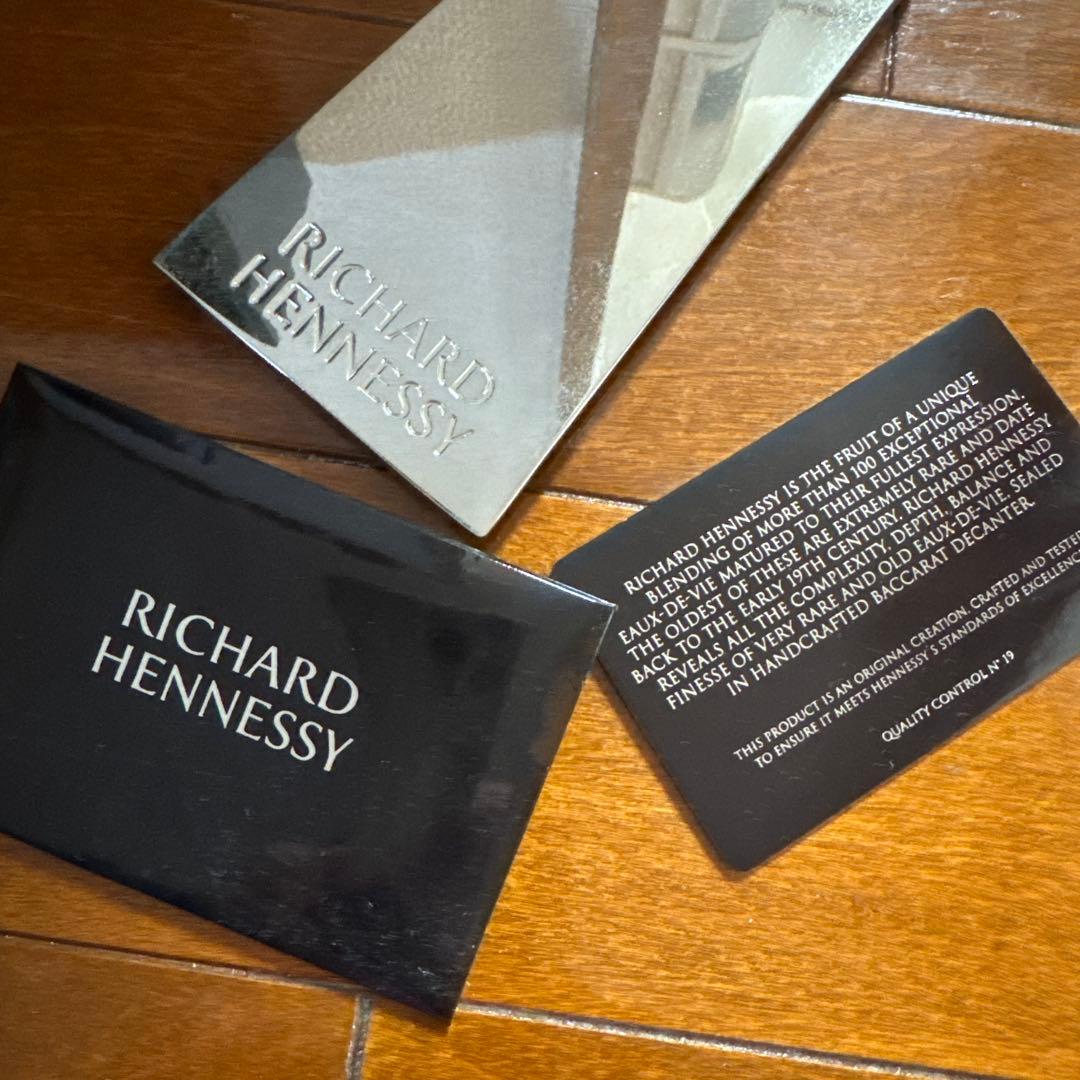 RICHARD
HENNESSY
RICHARD
HENNESSY
RICHARD HENNESSY IS THE FRUIT OF A UNIQUE
BLENDING OF MORE THAN 100 EXCEPTIONAL
EAUX-DE-VIE MATURED TO THEIR FULLEST EXPRESSION.
THE OLDEST OF THESE ARE EXTREMELY RARE AND DATE
BACK TO THE EARLY 19TH CENTURY. RICHARD HENNESSY
REVEALS ALL THE COMPLEXITY, DEPTH, BALANCE AND
FINESSE OF VERY RARE AND OLD EAUX-DE-VIE, SEALED
IN HANDCRAFTED BACCARAT DECANTER
THIS PRODUCT IS AN ORIGINAL CREATION, CRAFTED AND TESTED
TO ENSURE IT MEETS HENNESSY'S STANDARDS OF EXCELLENCE
QUALITY CONTROL N° 19